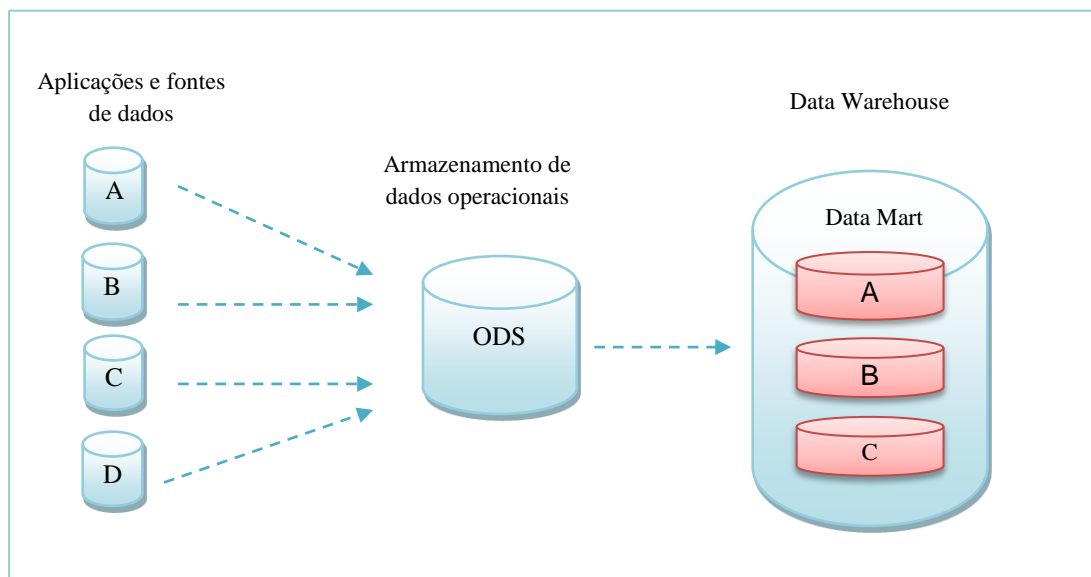 Aplicações e fontes
de dados
A
B
C
D
Armazenamento de
dados operacionais
ODS
Data Warehouse
Data Mart
A
B
C